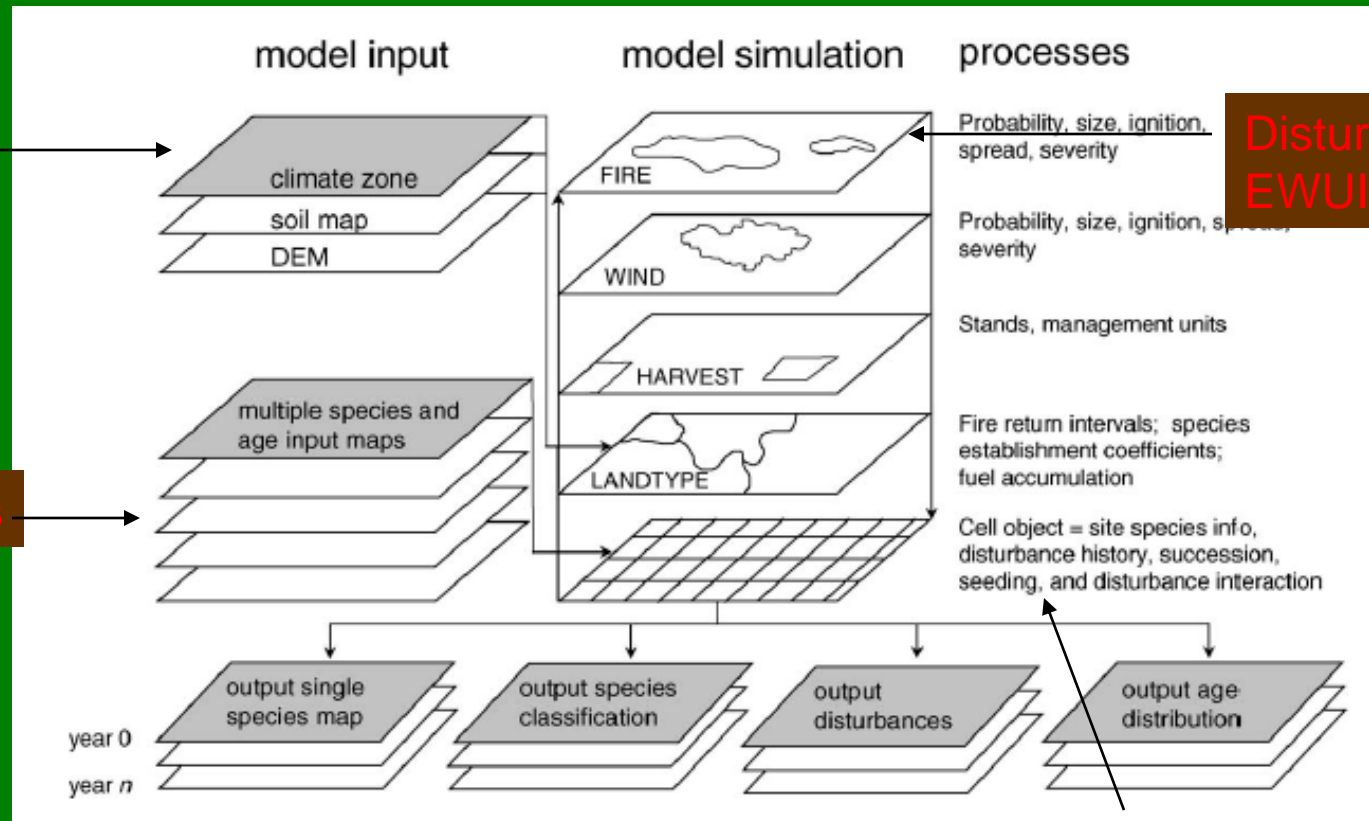 model input
model simulation
processes
climate zone
soil map
DEM
FIRE
Probability, size, ignition,
spread, severity
Distur
EWUI
WIND
Probability, size, ignition, spread,
severity
HARVEST
Stands, management units
multiple species and
age input maps
LANDTYPE
Fire return intervals; species
establishment coefficients;
fuel accumulation
Cell object = site species info,
disturbance history, succession,
seeding, and disturbance interaction
output single
species map
output species
classification
output
disturbances
output age
distribution
year 0
year n